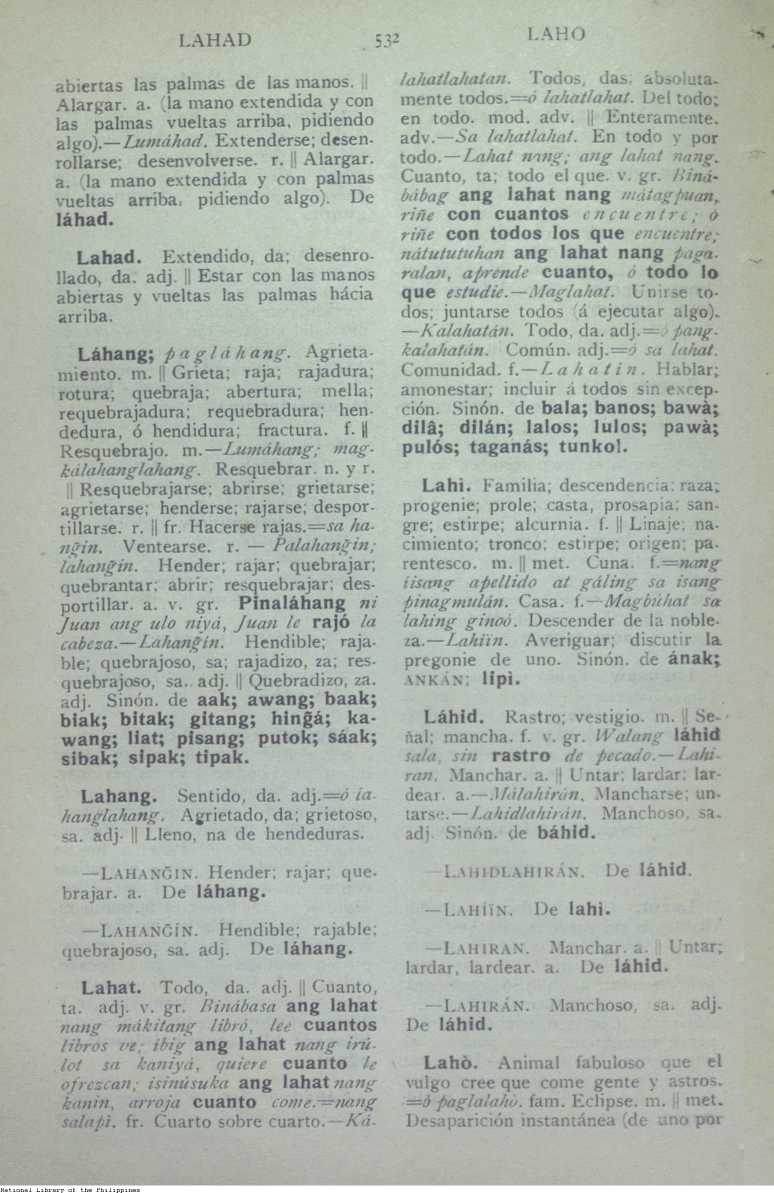 LAHAD
532
LAHO
abiertas las palmas de las manos. ||
Alargar. a. (la mano extendida y con
las palmas vueltas arriba, pidiendo
algo).—Lumáhad. Extenderse; desen-
rollarse; desenvolverse. r. || Alargar.
a. (la mano extendida y con palmas
vueltas arriba, pidiendo algo). De
láhad.
Lahad. Extendido, da; desenro-
llado, da. adj. || Estar con las manos
abiertas y vueltas las palmas hácia
arriba.
Láhang; pagláhang. Agrieta-
miento. m. || Grieta; raja; rajadura;
rotura; quebraja; abertura; mella;
requebrajadura; requebradura; hen-
dedura, ó hendidura; fractura. f. ||
Resquebrajo. m.—Lumáhang; mag-
kálahanglahang. Resquebrar. n. y r.
|| Resquebrajarse; abrirse; grietarse;
agrietarse; henderse; rajarse; despor-
tillarse. r. || fr. Hacerse rajas.=sa ha-
ngin. Ventearse. r. — Palahang̃in;
lahang̃in. Hender; rajar; quebrajar;
quebrantar; abrir; resquebrajar; des-
portillar. a. v. gr. Pinaláhang ni
Juan ang ulo niyá, Juan le rajó la
cabeza.—Lahang̃ín. Hendible; raja-
ble; quebrajoso, sa; rajadizo, za; res-
quebrajoso, sa. adj. || Quebradizo, za.
adj. Sinón. de aak; awang; baak;
biak; bitak; gitang; hing̃á; ka-
wang; liat; pisang; putok; sáak;
sibak; sipak; tipak.
Lahang. Sentido, da. adj.=ó la-
hanglahang. Agrietado, da; grietoso,
sa. adj. || Lleno, na de hendeduras.
—LAHANG̃IN. Hender; rajar; que-
brajar. a. De láhang.
—LAHANG̃ÍN. Hendible; rajable;
quebrajoso, sa. adj. De láhang.
Lahat. Todo, da. adj. || Cuanto,
ta. adj. v. gr. Binábasa ang lahat
nang mákitang libró, lee cuantos
libros ve; ibig ang lahat nang irú-
lot sa kaniyá, quiere cuanto le
ofrezcan; isinúsuka ang lahat nang
kanin, arroja cuanto come.=nang
salapi. fr. Cuarto sobre cuarto.—Ká-
lahatlahatan. Todos, das; absoluta-
mente todos.=ó lahatlahat. Del todo;
en todo. mod. adv. || Enteramente.
adv.—Sa lahatlahat. En todo y por
todo.—Lahat nang; ang lahat nang.
Cuanto, ta; todo el que. v. gr. Biná-
bábag ang lahat nang mátagpuan,
riñe con cuantos encuentre; ó
riñe con todos los que encuentre;
nátututuhan ang lahat nang paga-
ralan, aprende cuanto, ó todo lo
que estudie.—Maglahat. Unirse to-
dos; juntarse todos (á ejecutar algo).
—Kalahatán. Todo, da. adj.=ó pang-
kalahatán. Común. adj.=ó sa lahat.
Comunidad. f.—Lahatin. Hablar;
amonestar; incluir á todos sin excep-
ción. Sinón. de bala; banos; bawà;
dilâ; dilán; lalos; lulos; pawà;
pulós; taganás; tunkol.
Lahi. Familia; descendencia; raza;
progenie; prole; casta, prosapia; san-
gre; estirpe; alcurnia. f. || Linaje; na-
cimiento; tronco; estirpe; origen; pa-
rentesco. m. || met. Cuna. f.=nang
iisang apellido at gáling sa isang
pinagmulán. Casa. f.—Magbúhat sa
lahing ginoó. Descender de la noble-
za.—Lahiin. Averiguar; discutir la
pregonie de uno. Sinón. de ának;
ANKÁN; lipi.
Láhid. Rastro; vestigio. m. || Se-
ñal; mancha. f. v. gr. Walang láhid
sala, sin rastro de pecado.—Lahi-
ran. Manchar. a. || Untar; lardar; lar-
dear. a.—Málahirán. Mancharse; un-
tarse.—Lahidlahirán. Manchoso, sa.
adj. Sinón. de báhid.
—LAHIDLAHIRÁN. De láhid.
—LAHÍIN. De lahi.
—LAHIRAN. Manchar. a. || Untar;
lardar, lardear. a. De láhid.
—LAHIRÁN. Manchoso, sa. adj.
De láhid.
Lahò. Animal fabuloso que el
vulgo cree que come gente y astros.
=ó paglalahò. fam. Eclipse. m. || met.
Desaparición instantánea (de uno por
National Library of the Philippines